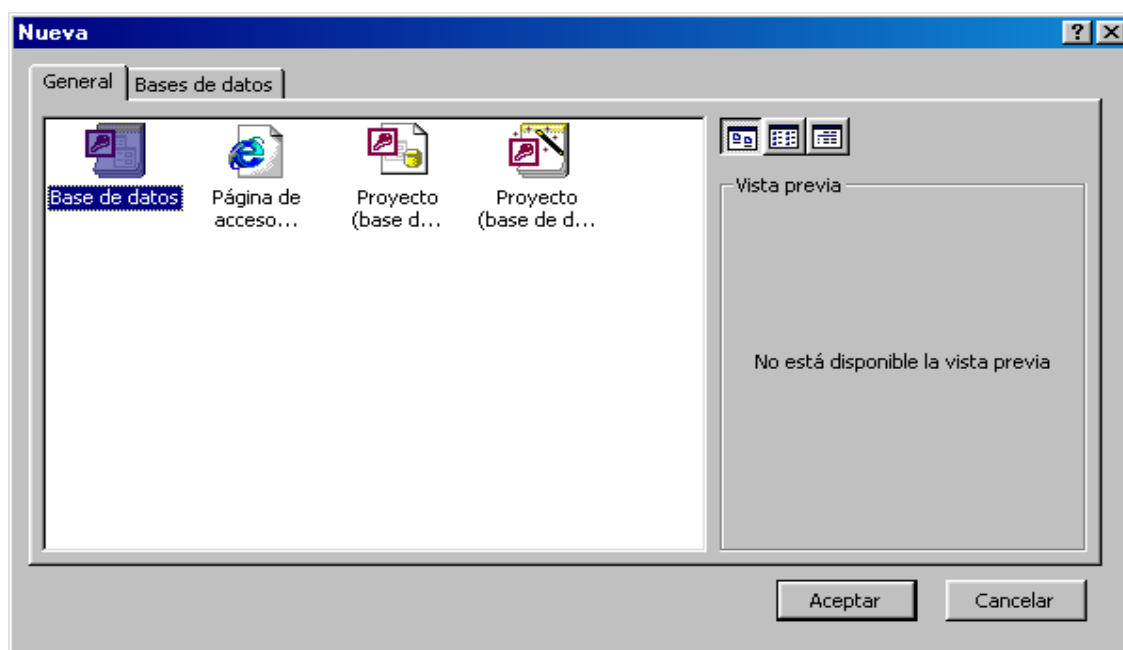 Nueva
General
Bases de datos
Base de datos
Página de
acceso...
Proyecto
(base d...
Proyecto
(base de d...
Vista previa
No está disponible la vista previa
Aceptar
Cancelar